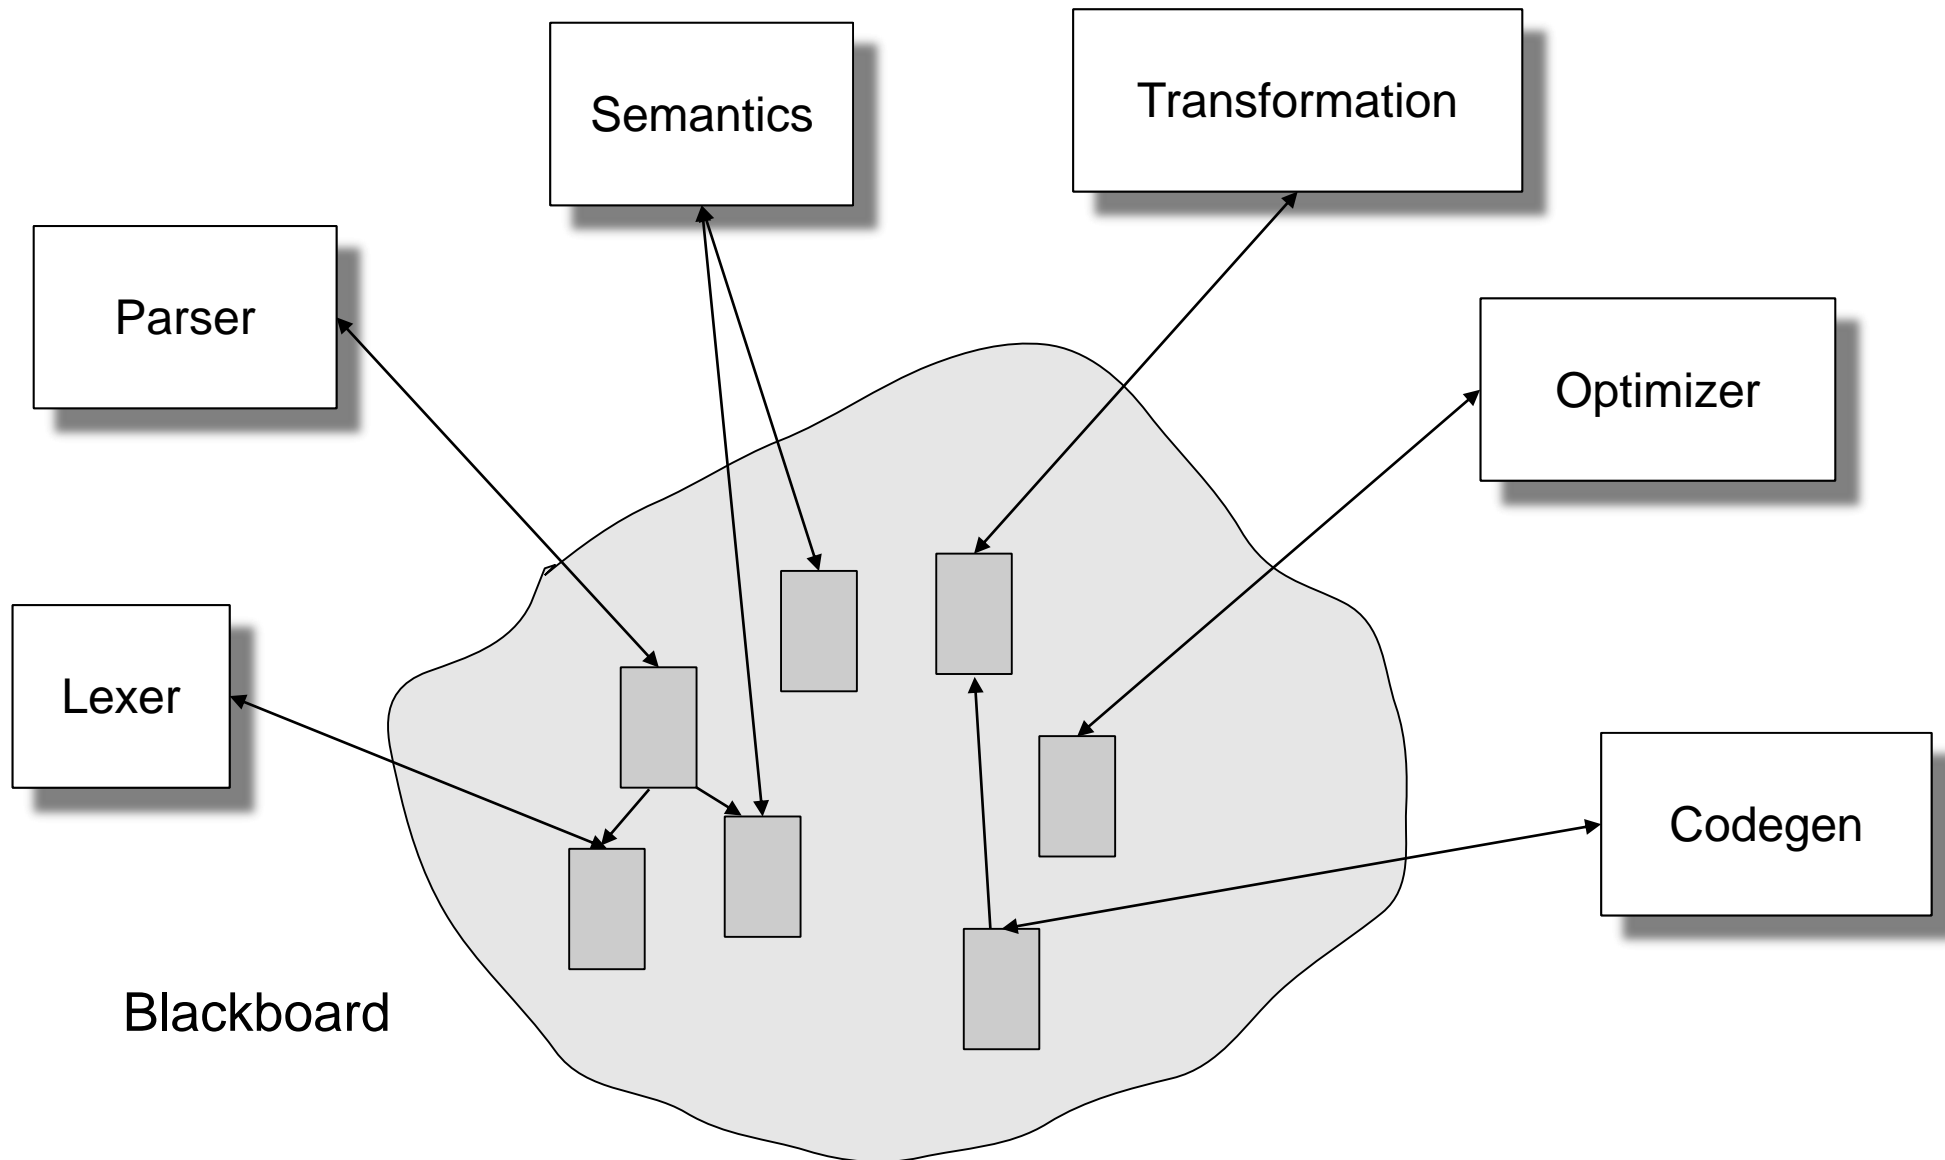 Semantics
Transformation
Parser
Optimizer
Lexer
Codegen
Blackboard